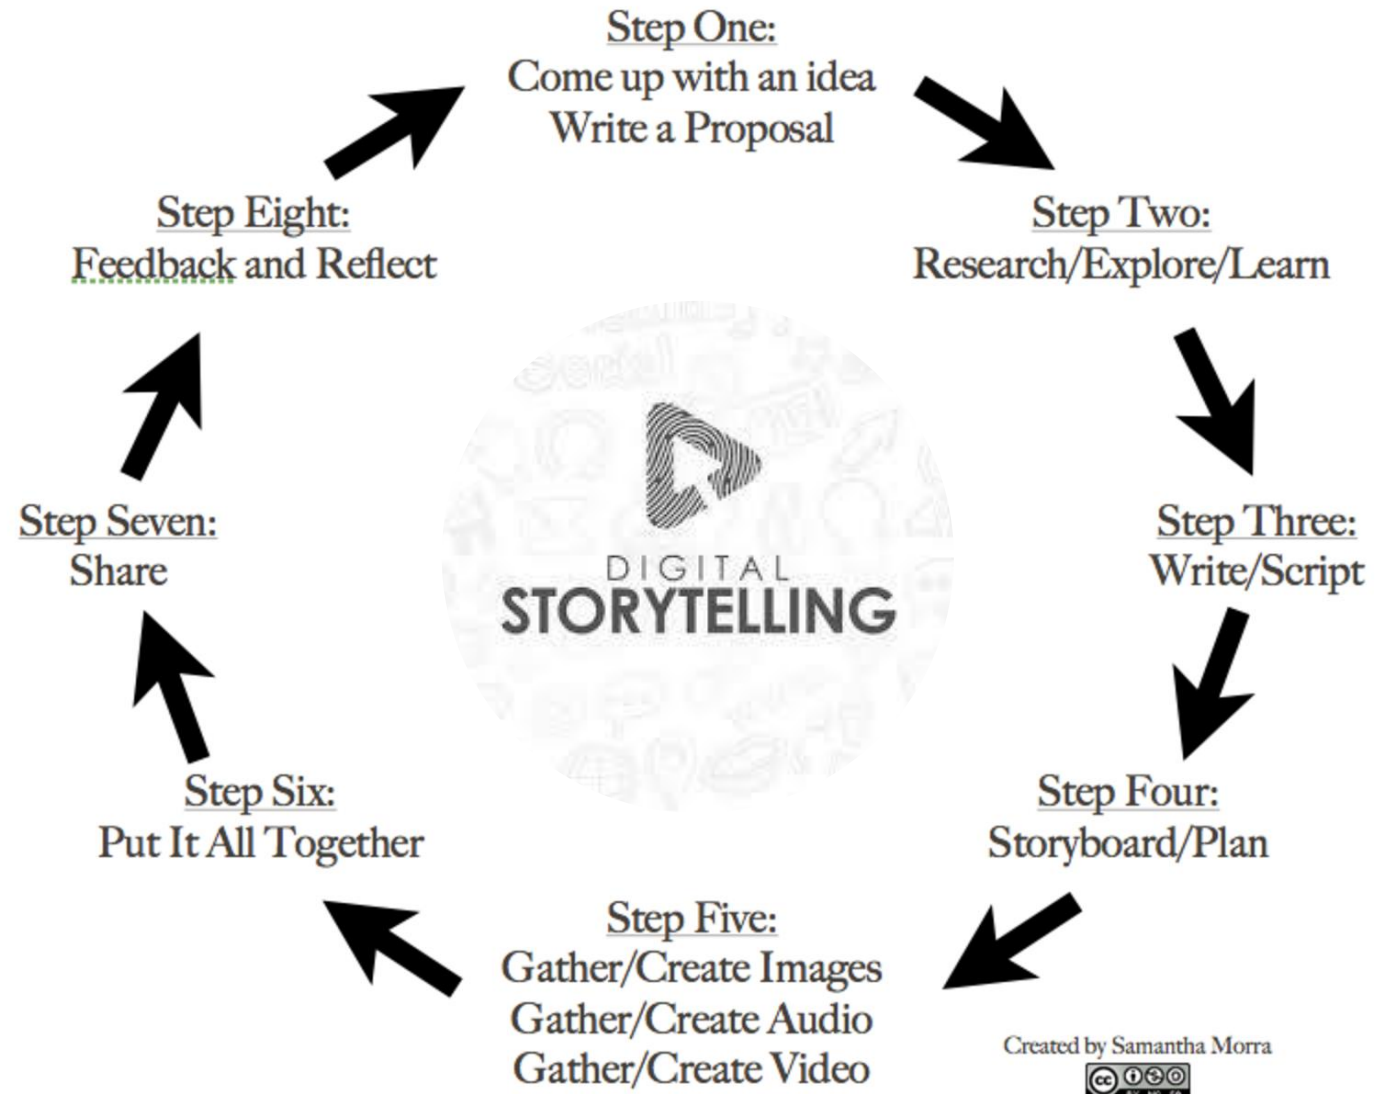 Step One:
Come up with an idea
Write a Proposal
Step Two:
Research/Explore/Learn
Step Three:
Write/Script
Step Four:
Storyboard/Plan
Step Five:
Gather/Create Images
Gather/Create Audio
Gather/Create Video
Step Six:
Put It All Together
Step Seven:
Share
Step Eight:
Feedback and Reflect
DIGITAL
STORYTELLING
Created by Samantha Morra
cc